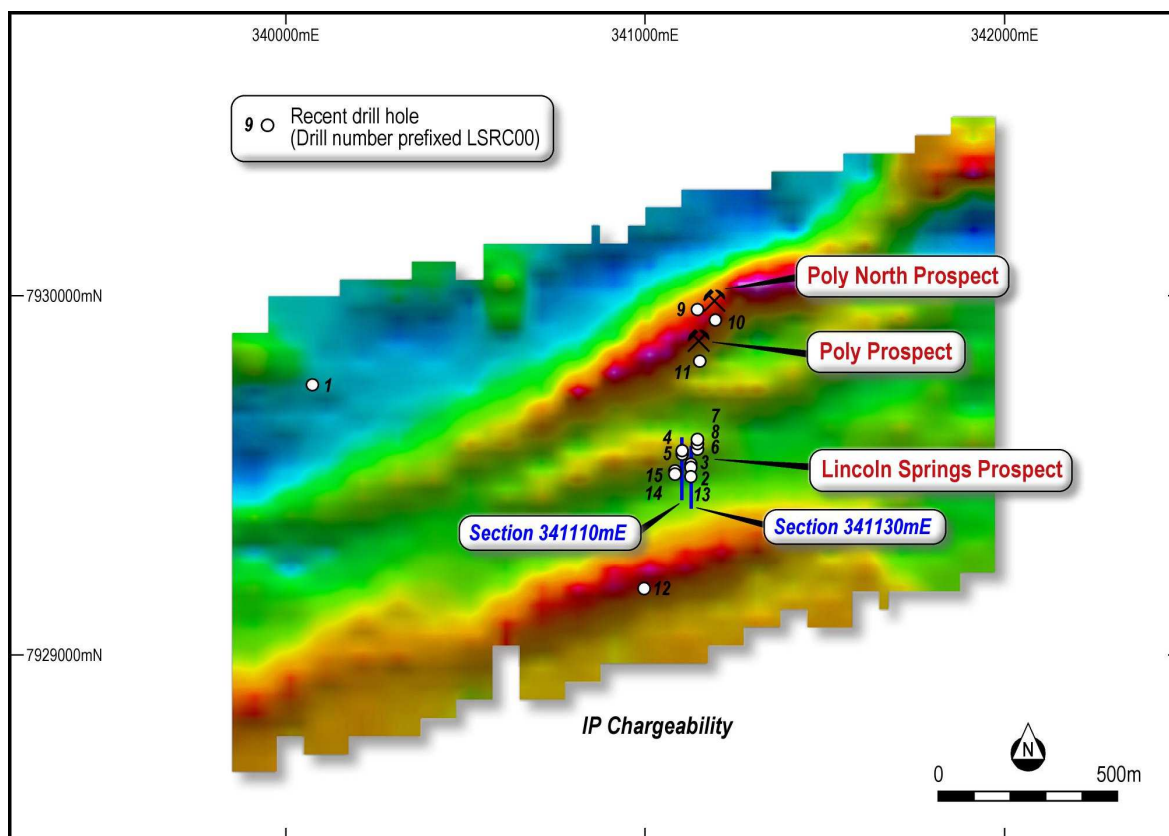 340000mE
341000mE
342000mE
9 Recent drill hole
(Drill number prefixed LSRC00)
7930000mN
Poly North Prospect
9
10
Poly Prospect
11
1
7
4
8
5
6
3
Lincoln Springs Prospect
15
2
14
13
Section 341110mE
Section 341130mE
12
7929000mN
IP Chargeability
N
0
500m